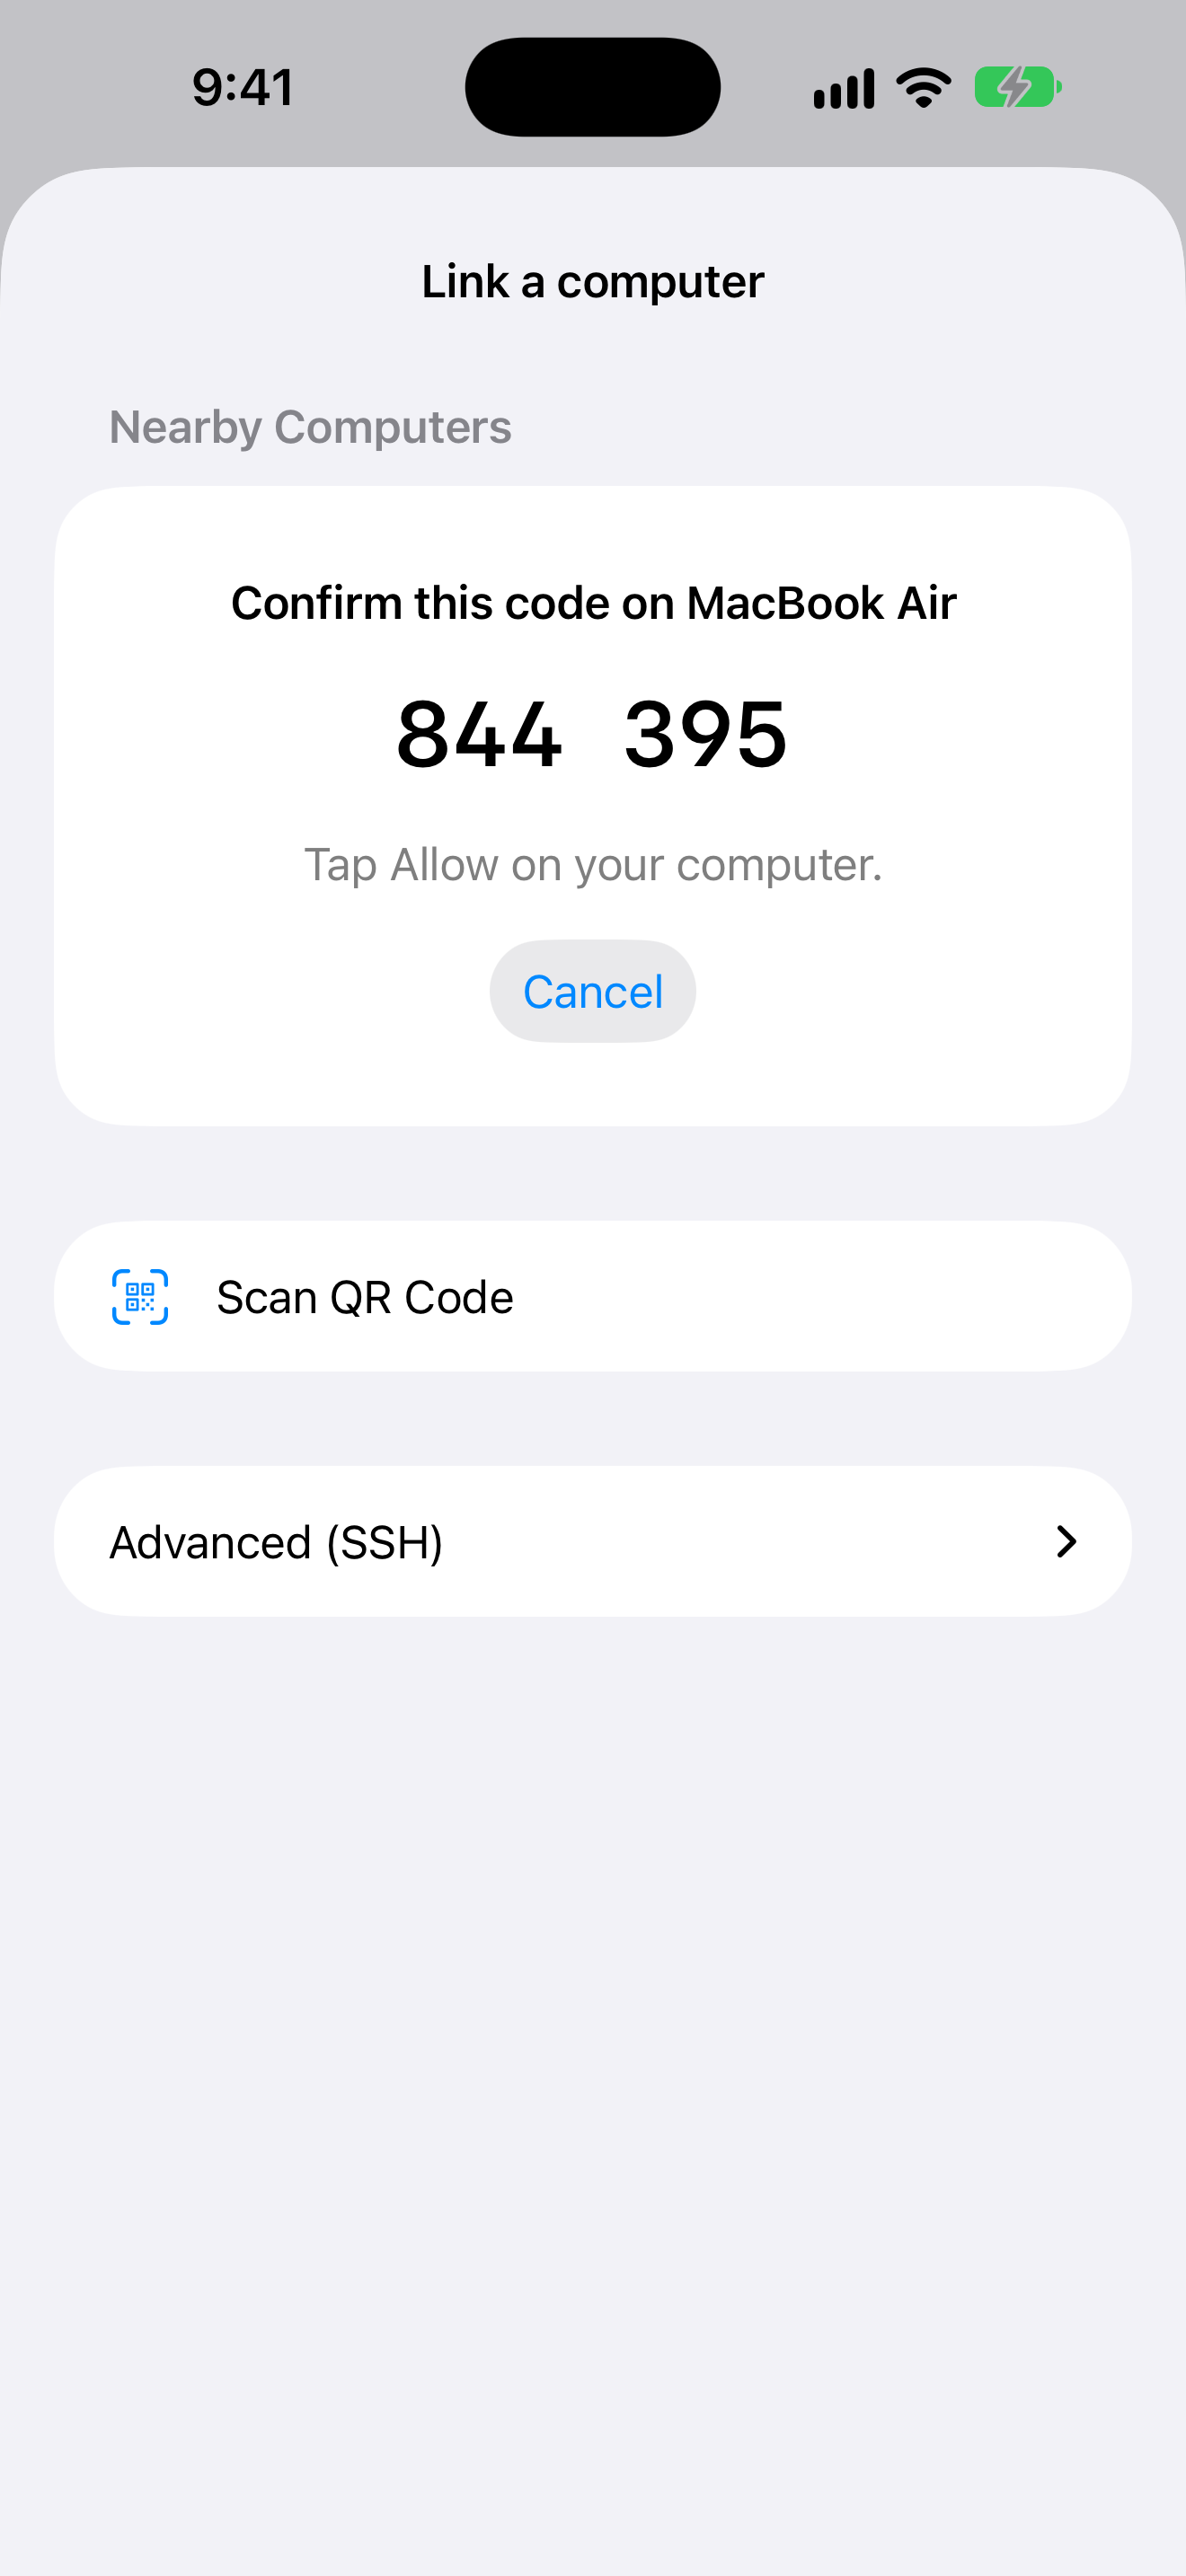 9:41
Link a computer
Nearby Computers
Confirm this code on MacBook Air
844 395
Tap Allow on your computer.
Cancel
Scan QR Code
Advanced (SSH)